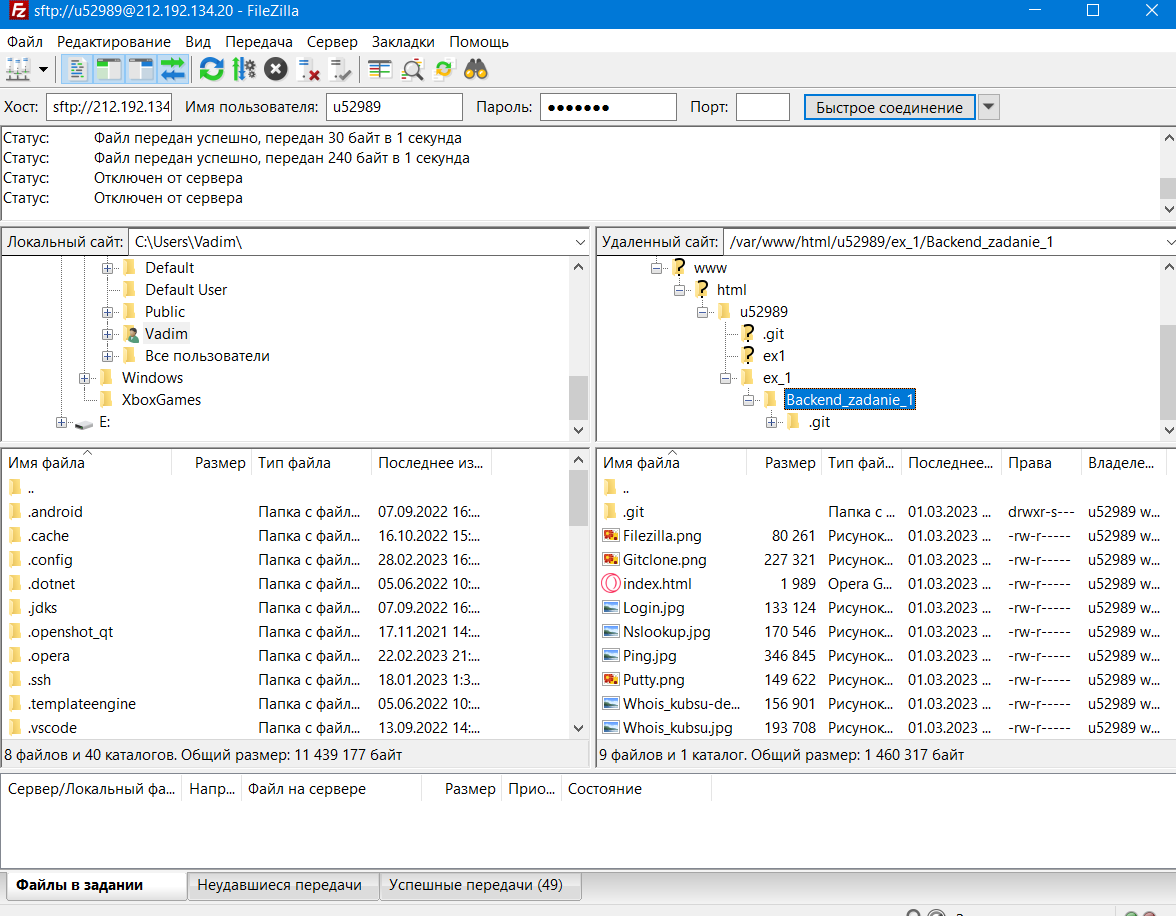 sftp://u52989@212.192.134.20 - FileZilla
Файл Редактирование Вид Передача Сервер Закладки Помощь
Хост: sftp://212.192.134 Имя пользователя: u52989 Пароль: ●●●●●●● Порт: Быстрое соединение
Статус: Файл передан успешно, передан 30 байт в 1 секунда
Статус: Файл передан успешно, передан 240 байт в 1 секунда
Статус: Отключен от сервера
Статус: Отключен от сервера
Локальный сайт: C:\Users\Vadim\
Default
Default User
Public
Vadim
Все пользователи
Windows
XboxGames
E:
Удаленный сайт: /var/www/html/u52989/ex_1/Backend_zadanie_1
www
html
u52989
.git
ex1
ex_1
Backend_zadanie_1
.git
Имя файла Размер Тип файла Последнее из...
..
.android Папка с файл... 07.09.2022 16:...
.cache Папка с файл... 16.10.2022 15:...
.config Папка с файл... 28.02.2023 16:...
.dotnet Папка с файл... 05.06.2022 10:...
.jdks Папка с файл... 07.09.2022 16:...
.openshot_qt Папка с файл... 17.11.2021 14:...
.opera Папка с файл... 22.02.2023 21:...
.ssh Папка с файл... 18.01.2023 1:3...
.templateengine Папка с файл... 05.06.2022 10:...
.vscode Папка с файл... 13.09.2022 14:...
8 файлов и 40 каталогов. Общий размер: 11 439 177 байт
Имя файла Размер Тип фай... Последнее... Права Владеле...
..
.git Папка с ... 01.03.2023 ... drwxr-s--- u52989 w...
Filezilla.png 80 261 Рисунок... 01.03.2023 ... -rw-r----- u52989 w...
Gitclone.png 227 321 Рисунок... 01.03.2023 ... -rw-r----- u52989 w...
index.html 1 989 Opera G... 01.03.2023 ... -rw-r----- u52989 w...
Login.jpg 133 124 Рисунок... 01.03.2023 ... -rw-r----- u52989 w...
Nslookup.jpg 170 546 Рисунок... 01.03.2023 ... -rw-r----- u52989 w...
Ping.jpg 346 845 Рисунок... 01.03.2023 ... -rw-r----- u52989 w...
Putty.png 149 622 Рисунок... 01.03.2023 ... -rw-r----- u52989 w...
Whois_kubsu-de... 156 901 Рисунок... 01.03.2023 ... -rw-r----- u52989 w...
Whois_kubsu.jpg 193 708 Рисунок... 01.03.2023 ... -rw-r----- u52989 w...
9 файлов и 1 каталог. Общий размер: 1 460 317 байт
Сервер/Локальный фа... Напр... Файл на сервере Размер Прио... Состояние
Файлы в задании Неудавшиеся передачи Успешные передачи (49)